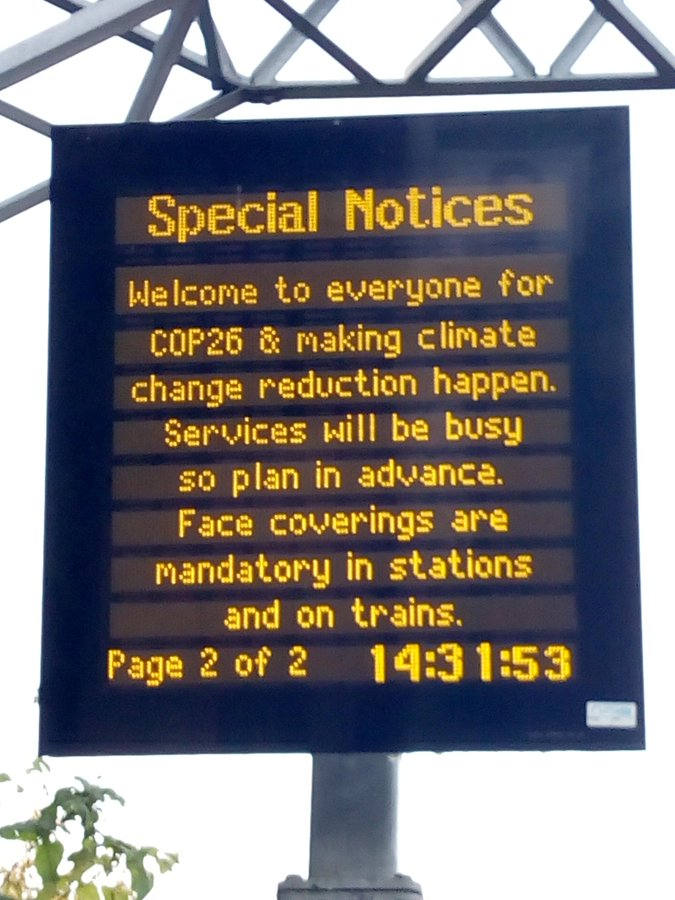 Special Notices
Welcome to everyone for
COP26 & making climate
change reduction happen.
Services will be busy
so plan in advance.
Face coverings are
mandatory in stations
and on trains.
Page 2 of 2 14:31:53